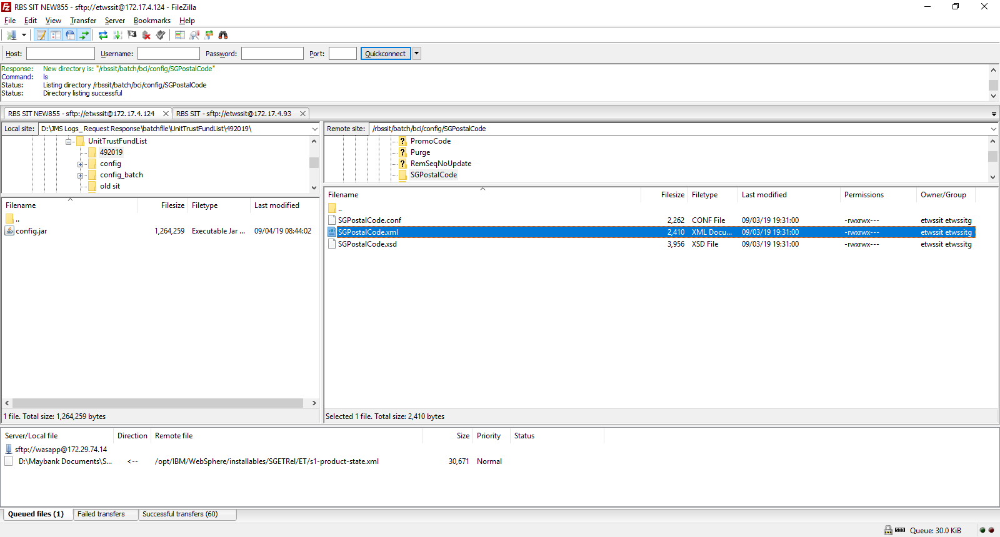 RBS SIT NEW855 - sftp://etwssit@172.17.4.124 - FileZilla
File Edit View Transfer Server Bookmarks Help
Host: Username: Password: Port: Quickconnect
Response: New directory is: "/rbssit/batch/bci/config/SGPostalCode"
Command: ls
Status: Listing directory /rbssit/batch/bci/config/SGPostalCode
Status: Directory listing successful
RBS SIT NEW855 - sftp://etwssit@172.17.4.124 RBS SIT - sftp://etwssit@172.17.4.93
Local site: D:\JMS Logs_ Request Response\batchfile\UnitTrustFundList\492019\
UnitTrustFundList
492019
config
config_batch
old sit
Filename Filesize Filetype Last modified
..
config.jar 1,264,259 Executable Jar ... 09/04/19 08:44:02
1 file. Total size: 1,264,259 bytes
Remote site: /rbssit/batch/bci/config/SGPostalCode
PromoCode
Purge
RemSeqNoUpdate
SGPostalCode
Filename Filesize Filetype Last modified Permissions Owner/Group
..
SGPostalCode.conf 2,262 CONF File 09/03/19 19:31:00 -rwxrwx--- etwssit etwssitg
SGPostalCode.xml 2,410 XML Docu... 09/03/19 19:31:00 -rwxrwx--- etwssit etwssitg
SGPostalCode.xsd 3,956 XSD File 09/03/19 19:31:00 -rwxrwx--- etwssit etwssitg
Selected 1 file. Total size: 2,410 bytes
Server/Local file Direction Remote file Size Priority Status
sftp://wasapp@172.29.74.14
D:\Maybank Documents\S... <-- /opt/IBM/WebSphere/installables/SGETRel/ET/s1-product-state.xml 30,671 Normal
Queued files (1) Failed transfers Successful transfers (60)
Queue: 30.0 KiB